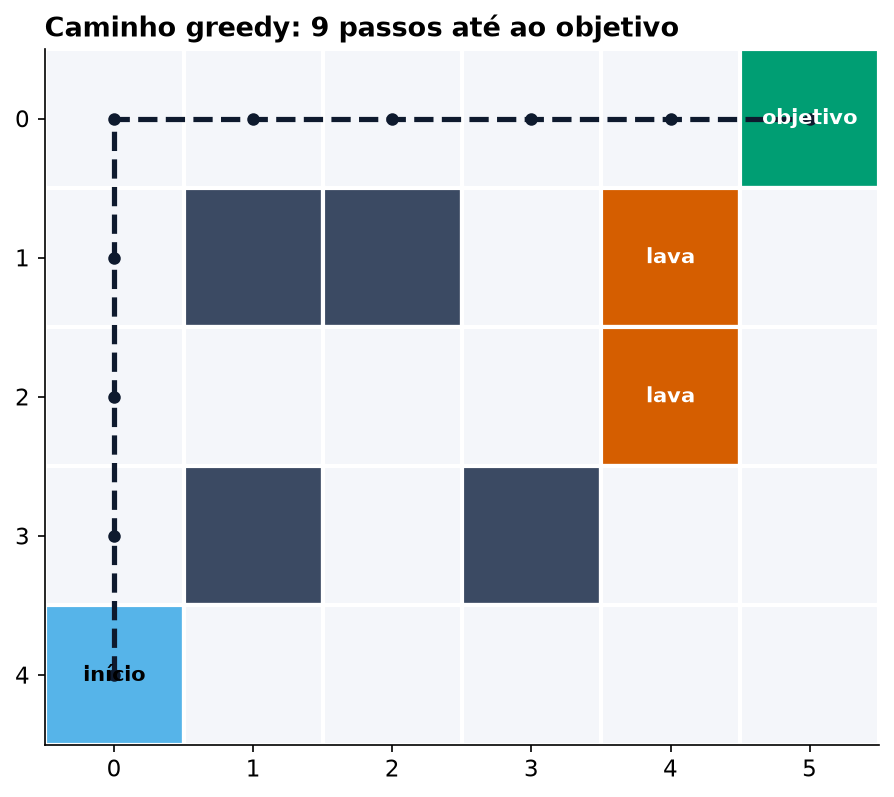 Caminho greedy: 9 passos até ao objetivo
0
objetivo
1
lava
2
lava
3
4
início
0 1 2 3 4 5